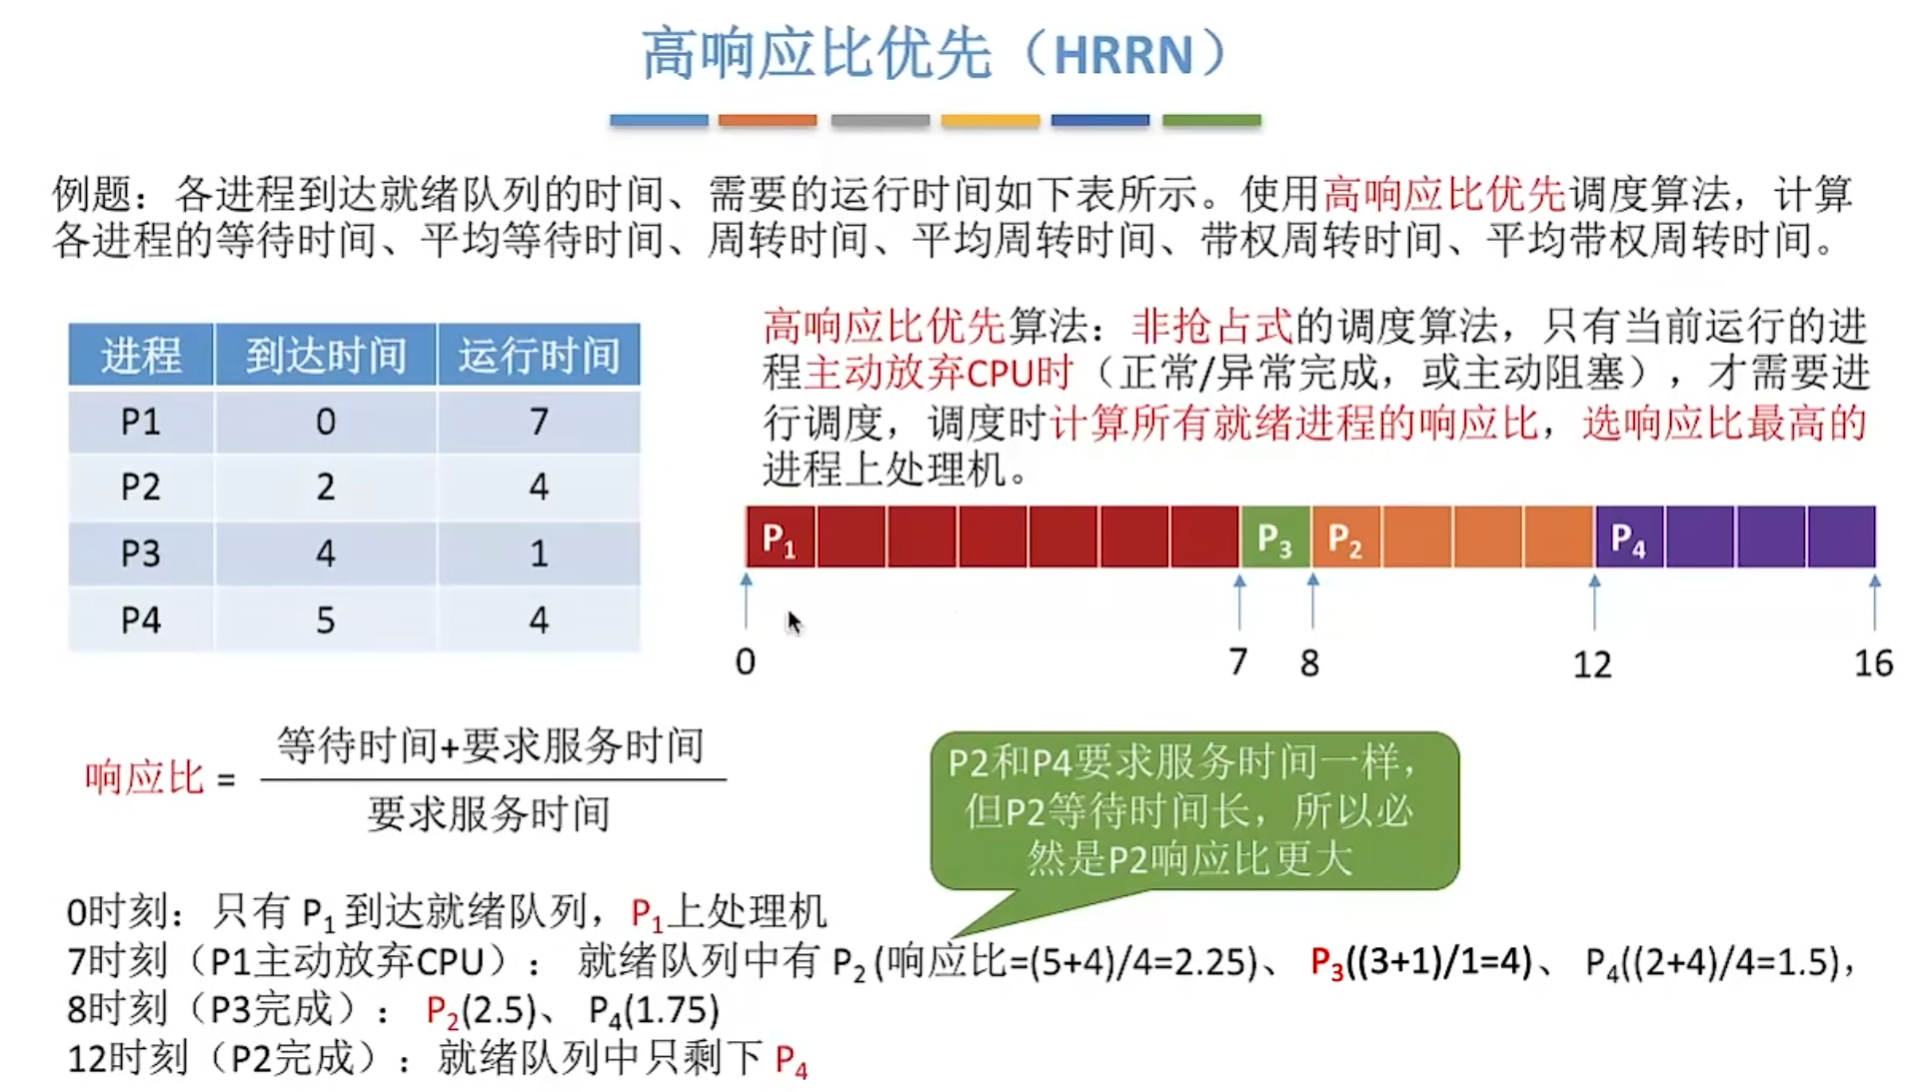 高响应比优先（HRRN）
例题：各进程到达就绪队列的时间、需要的运行时间如下表所示。使用高响应比优先调度算法，计算
各进程的等待时间、平均等待时间、周转时间、平均周转时间、带权周转时间、平均带权周转时间。
进程 到达时间 运行时间
P1 0 7
P2 2 4
P3 4 1
P4 5 4
高响应比优先算法：非抢占式的调度算法，只有当前运行的进
程主动放弃CPU时（正常/异常完成，或主动阻塞），才需要进
行调度，调度时计算所有就绪进程的响应比，选响应比最高的
进程上处理机。
P₁ P₃ P₂ P₄
0 7 8 12 16
等待时间+要求服务时间
响应比 =
要求服务时间
P2和P4要求服务时间一样，
但P2等待时间长，所以必
然是P2响应比更大
0时刻：只有 P₁ 到达就绪队列，P₁上处理机
7时刻（P1主动放弃CPU）： 就绪队列中有 P₂ (响应比=(5+4)/4=2.25)、 P₃((3+1)/1=4)、 P₄((2+4)/4=1.5)，
8时刻（P3完成）： P₂(2.5)、 P₄(1.75)
12时刻（P2完成）：就绪队列中只剩下 P₄